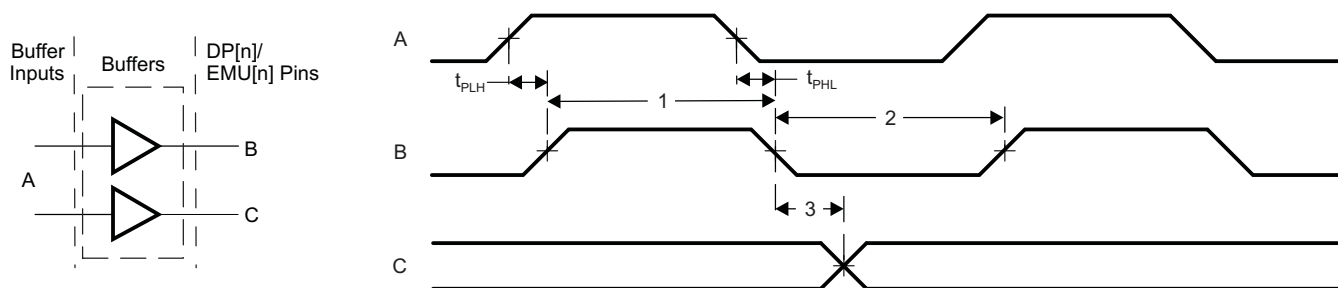 Buffer
Inputs
Buffers
DP[n]/
EMU[n] Pins
A
B
C
A
t_PLH
t_PHL
1
2
B
3
C